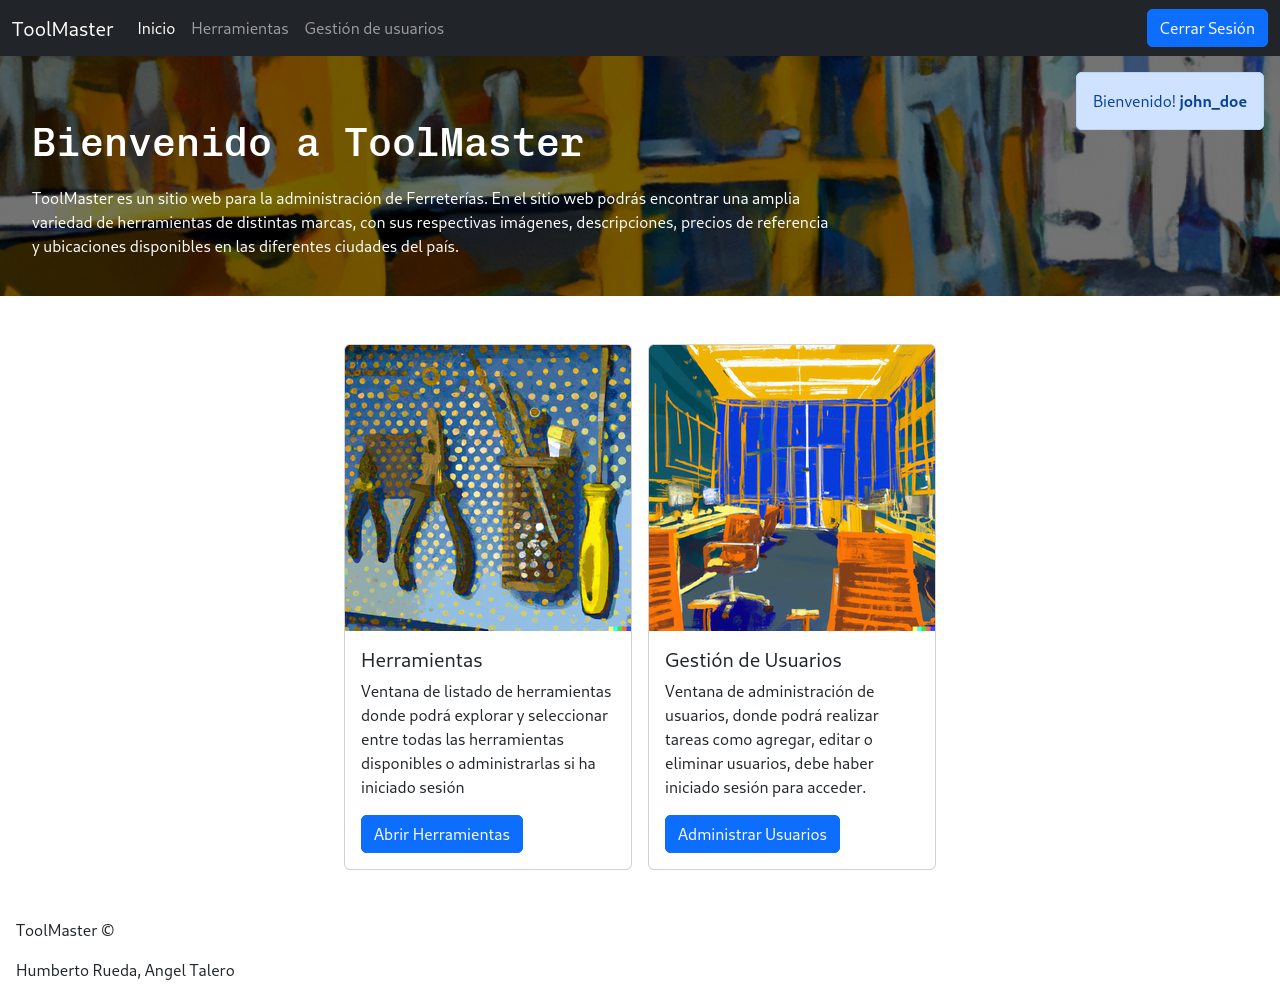 ToolMaster Inicio Herramientas Gestión de usuarios Cerrar Sesión
Bienvenido! john_doe
Bienvenido a ToolMaster
ToolMaster es un sitio web para la administración de Ferreterías. En el sitio web podrás encontrar una amplia
variedad de herramientas de distintas marcas, con sus respectivas imágenes, descripciones, precios de referencia
y ubicaciones disponibles en las diferentes ciudades del país.
Herramientas
Ventana de listado de herramientas
donde podrá explorar y seleccionar
entre todas las herramientas
disponibles o administrarlas si ha
iniciado sesión
Abrir Herramientas
Gestión de Usuarios
Ventana de administración de
usuarios, donde podrá realizar
tareas como agregar, editar o
eliminar usuarios, debe haber
iniciado sesión para acceder.
Administrar Usuarios
ToolMaster ©
Humberto Rueda, Angel Talero